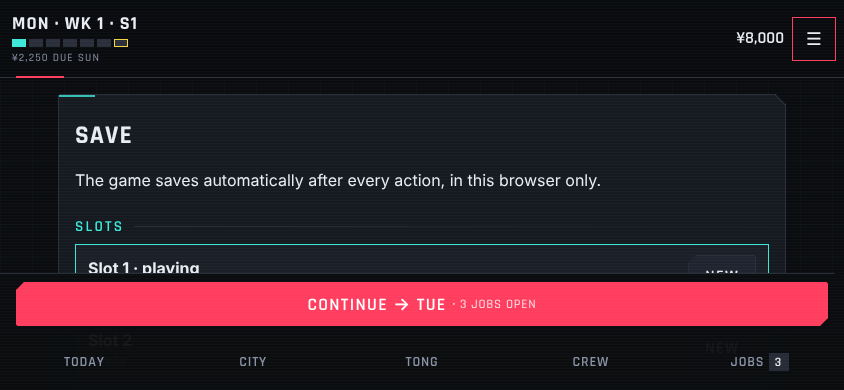 MON · WK 1 · S1
¥2,250 DUE SUN
¥8,000
SAVE
The game saves automatically after every action, in this browser only.
SLOTS
Slot 1 · playing
NEW
CONTINUE → TUE · 3 JOBS OPEN
Slot 2
NEW
TODAY
CITY
TONG
CREW
JOBS 3